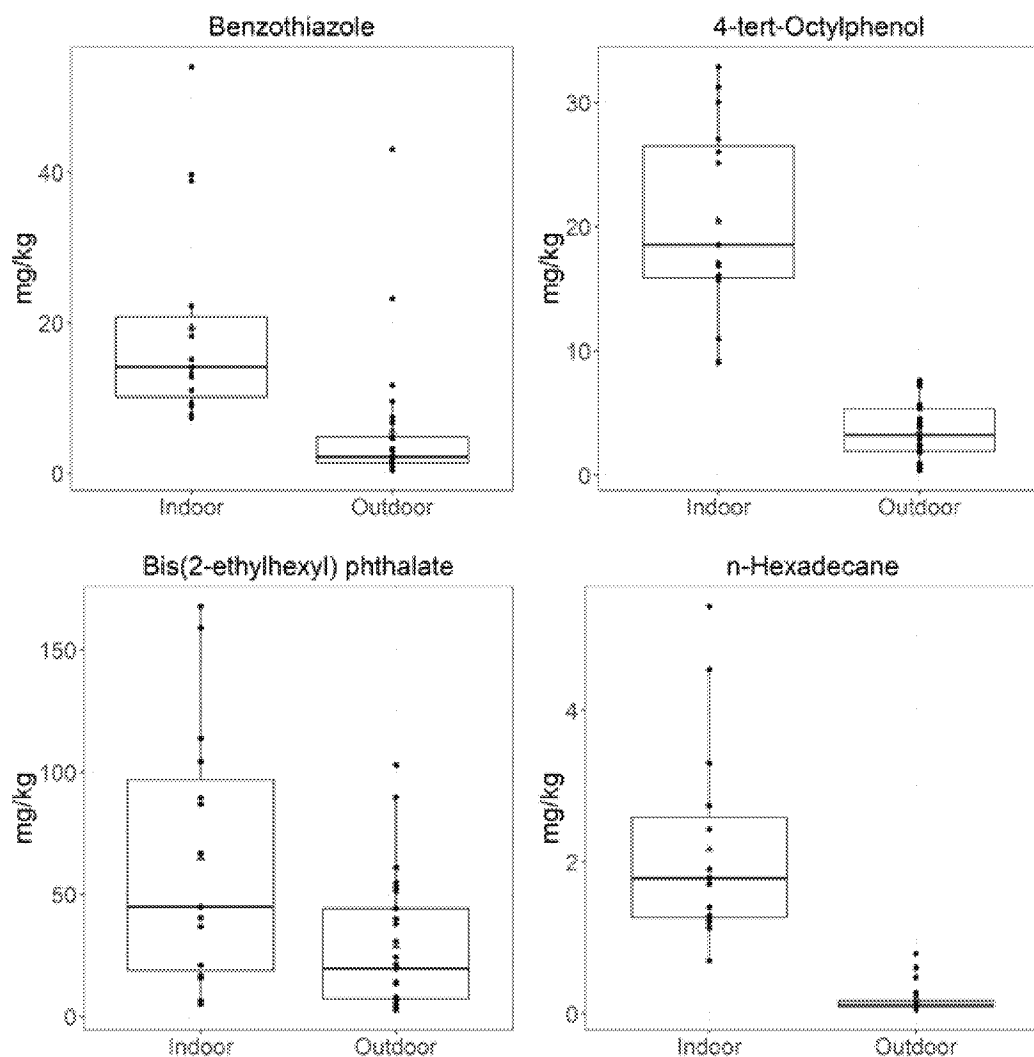 Benzothiazole
4-tert-Octylphenol
mg/kg
40
20
0
Indoor
Outdoor
mg/kg
30
20
10
0
Indoor
Outdoor
Bis(2-ethylhexyl) phthalate
n-Hexadecane
mg/kg
150
100
50
0
Indoor
Outdoor
mg/kg
4
2
0
Indoor
Outdoor